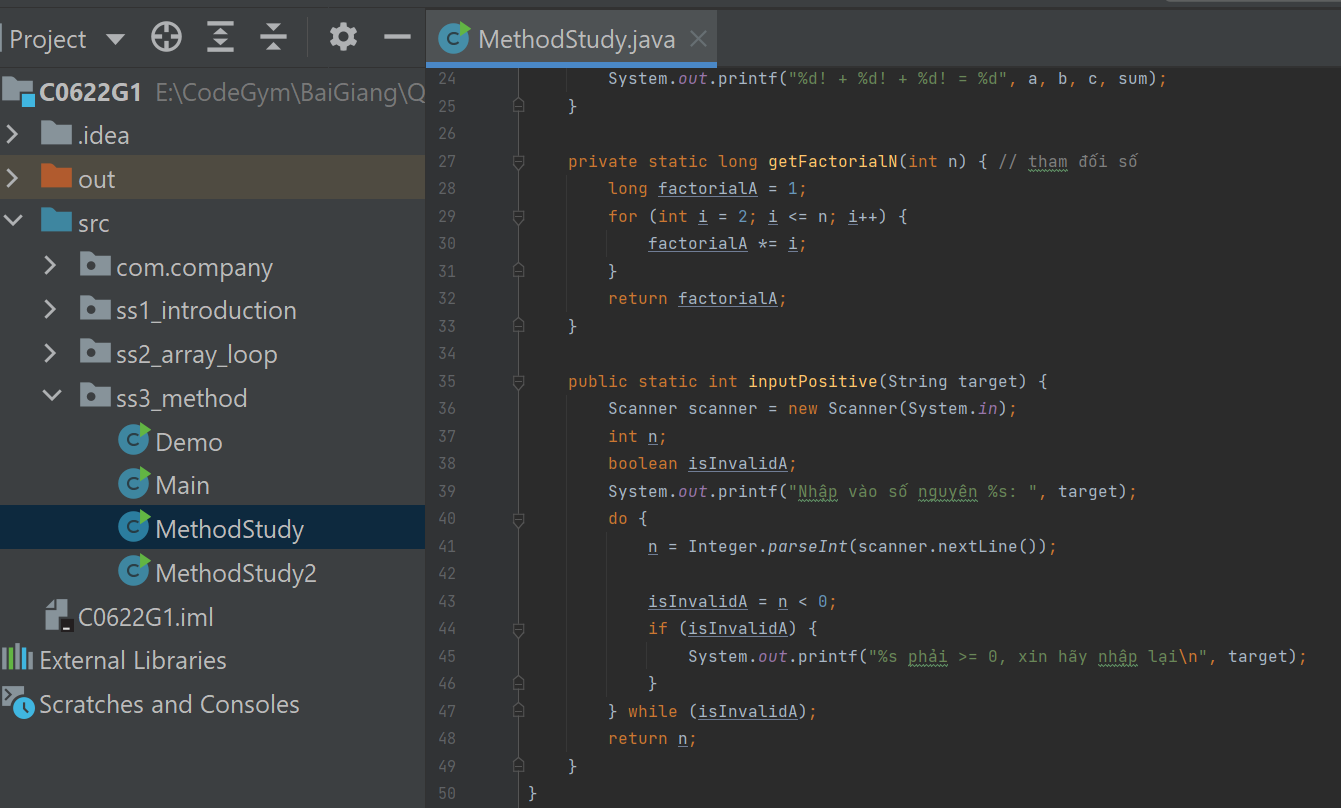 Project
MethodStudy.java
C0622G1 E:\CodeGym\BaiGiang\Q
.idea
out
src
com.company
ss1_introduction
ss2_array_loop
ss3_method
Demo
Main
MethodStudy
MethodStudy2
C0622G1.iml
External Libraries
Scratches and Consoles
24 System.out.printf("%d! + %d! + %d! = %d", a, b, c, sum);
25 }
26
27 private static long getFactorialN(int n) { // tham đối số
28 long factorialA = 1;
29 for (int i = 2; i <= n; i++) {
30 factorialA *= i;
31 }
32 return factorialA;
33 }
34
35 public static int inputPositive(String target) {
36 Scanner scanner = new Scanner(System.in);
37 int n;
38 boolean isInvalidA;
39 System.out.printf("Nhập vào số nguyên %s: ", target);
40 do {
41 n = Integer.parseInt(scanner.nextLine());
42
43 isInvalidA = n < 0;
44 if (isInvalidA) {
45 System.out.printf("%s phải >= 0, xin hãy nhập lại\n", target);
46 }
47 } while (isInvalidA);
48 return n;
49 }
50 }